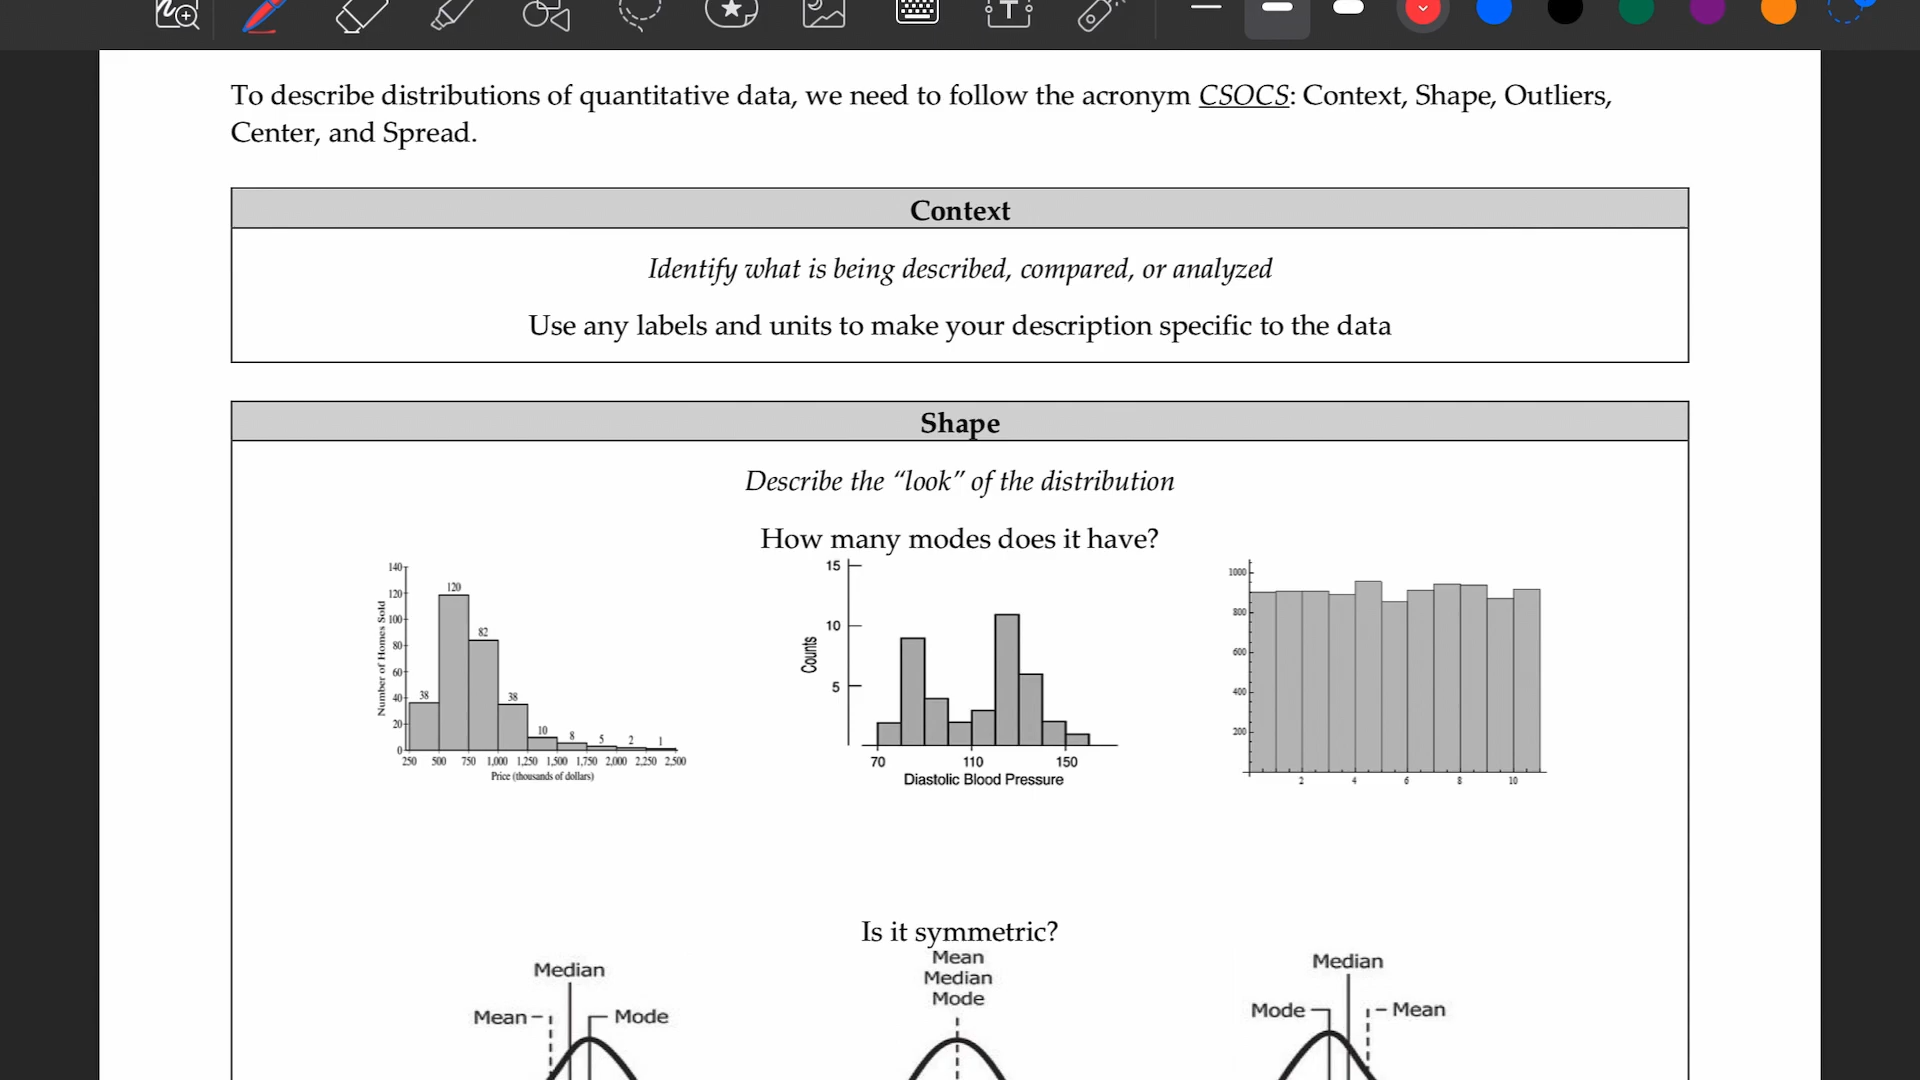 To describe distributions of quantitative data, we need to follow the acronym CSOCS: Context, Shape, Outliers,
Center, and Spread.
Context
Identify what is being described, compared, or analyzed
Use any labels and units to make your description specific to the data
Shape
Describe the “look” of the distribution
How many modes does it have?
140
120
100
80
60
40
20
0
Number of Homes Sold
38
120
82
38
10
8
5
2
1
250 500 750 1,000 1,250 1,500 1,750 2,000 2,250 2,500
Price (thousands of dollars)
15
10
5
Counts
70 110 150
Diastolic Blood Pressure
1000
800
600
400
200
2 4 6 8 10
Is it symmetric?
Median
Mean
Mode
Mean
Median
Mode
Median
Mode
Mean